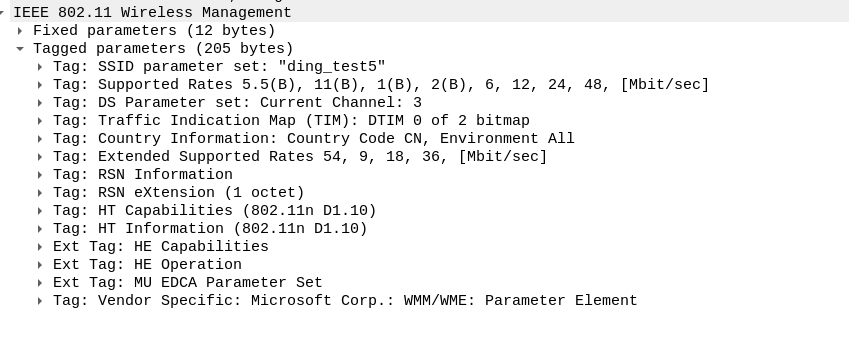 IEEE 802.11 Wireless Management
Fixed parameters (12 bytes)
Tagged parameters (205 bytes)
Tag: SSID parameter set: "ding_test5"
Tag: Supported Rates 5.5(B), 11(B), 1(B), 2(B), 6, 12, 24, 48, [Mbit/sec]
Tag: DS Parameter set: Current Channel: 3
Tag: Traffic Indication Map (TIM): DTIM 0 of 2 bitmap
Tag: Country Information: Country Code CN, Environment All
Tag: Extended Supported Rates 54, 9, 18, 36, [Mbit/sec]
Tag: RSN Information
Tag: RSN eXtension (1 octet)
Tag: HT Capabilities (802.11n D1.10)
Tag: HT Information (802.11n D1.10)
Ext Tag: HE Capabilities
Ext Tag: HE Operation
Ext Tag: MU EDCA Parameter Set
Tag: Vendor Specific: Microsoft Corp.: WMM/WME: Parameter Element